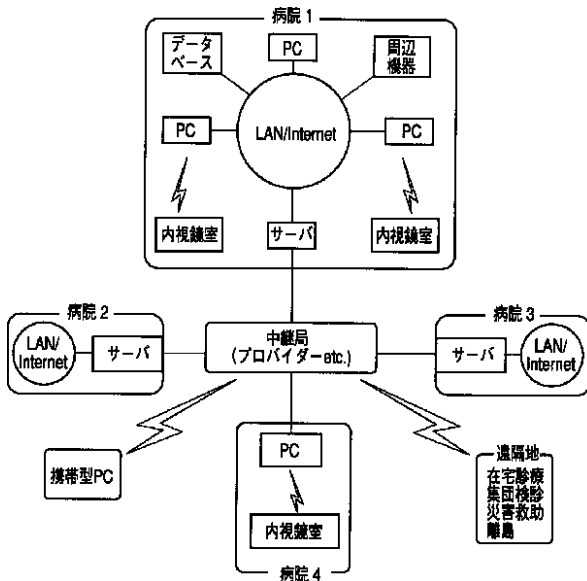 病院 1
データ
ベース
PC
周辺
機器
PC
LAN/Internet
PC
内視鏡室
サーバ
内視鏡室
病院 2
LAN/
Internet
サーバ
中継局
(プロバイダーetc.)
病院 3
サーバ
LAN/
Internet
携帯型PC
PC
内視鏡室
病院 4
遠隔地
在宅診療
集団検診
災害救助
離島